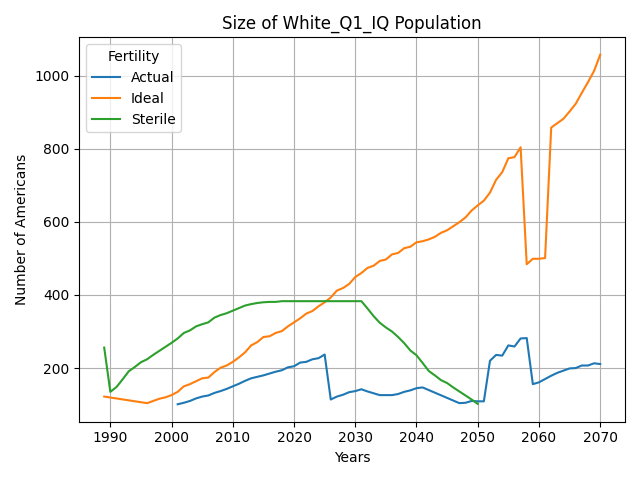 Size of White_Q1_IQ Population
Fertility
Actual
Ideal
Sterile
Number of Americans
1000
800
600
400
200
1990 2000 2010 2020 2030 2040 2050 2060 2070
Years